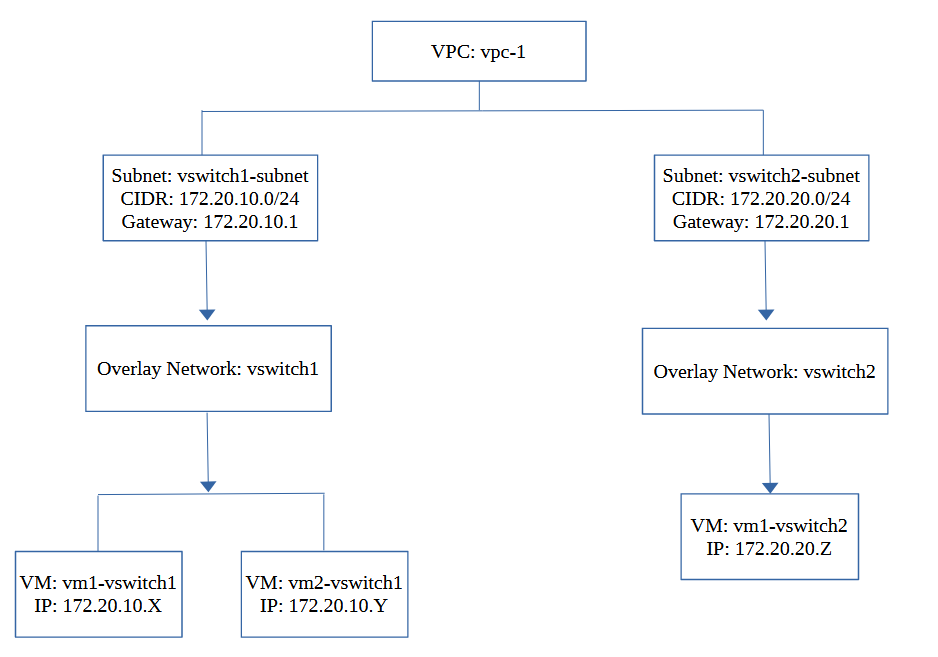 VPC: vpc-1
Subnet: vswitch1-subnet
CIDR: 172.20.10.0/24
Gateway: 172.20.10.1
Subnet: vswitch2-subnet
CIDR: 172.20.20.0/24
Gateway: 172.20.20.1
Overlay Network: vswitch1
Overlay Network: vswitch2
VM: vm1-vswitch1
IP: 172.20.10.X
VM: vm2-vswitch1
IP: 172.20.10.Y
VM: vm1-vswitch2
IP: 172.20.20.Z